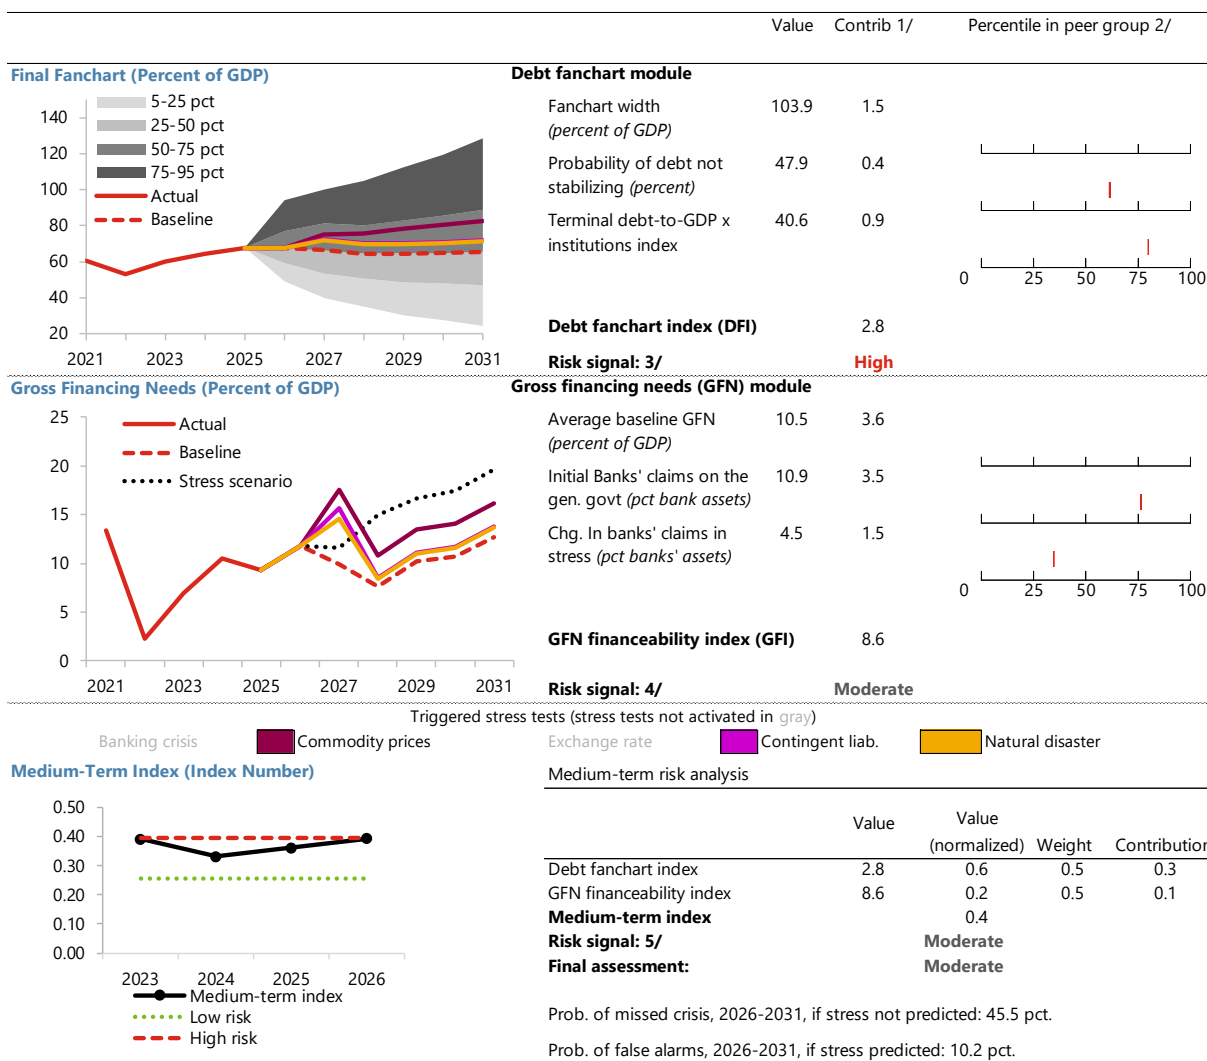 Value Contrib 1/ Percentile in peer group 2/
Final Fanchart (Percent of GDP)
5-25 pct
25-50 pct
50-75 pct
75-95 pct
Actual
Baseline
140
120
100
80
60
40
20
2021 2023 2025 2027 2029 2031
Debt fanchart module
Fanchart width 103.9 1.5
(percent of GDP)
Probability of debt not 47.9 0.4
stabilizing (percent)
Terminal debt-to-GDP x 40.6 0.9
institutions index
0 25 50 75 100
Debt fanchart index (DFI) 2.8
Risk signal: 3/ High
Gross Financing Needs (Percent of GDP)
Actual
Baseline
Stress scenario
25
20
15
10
5
0
2021 2023 2025 2027 2029 2031
Gross financing needs (GFN) module
Average baseline GFN 10.5 3.6
(percent of GDP)
Initial Banks' claims on the 10.9 3.5
gen. govt (pct bank assets)
Chg. In banks' claims in 4.5 1.5
stress (pct banks' assets)
0 25 50 75 100
GFN financeability index (GFI) 8.6
Risk signal: 4/ Moderate
Triggered stress tests (stress tests not activated in gray)
Banking crisis Commodity prices Exchange rate Contingent liab. Natural disaster
Medium-Term Index (Index Number)
0.50
0.40
0.30
0.20
0.10
0.00
2023 2024 2025 2026
Medium-term index
Low risk
High risk
Medium-term risk analysis
Value Value
(normalized) Weight Contribution
Debt fanchart index 2.8 0.6 0.5 0.3
GFN financeability index 8.6 0.2 0.5 0.1
Medium-term index 0.4
Risk signal: 5/ Moderate
Final assessment: Moderate
Prob. of missed crisis, 2026-2031, if stress not predicted: 45.5 pct.
Prob. of false alarms, 2026-2031, if stress predicted: 10.2 pct.